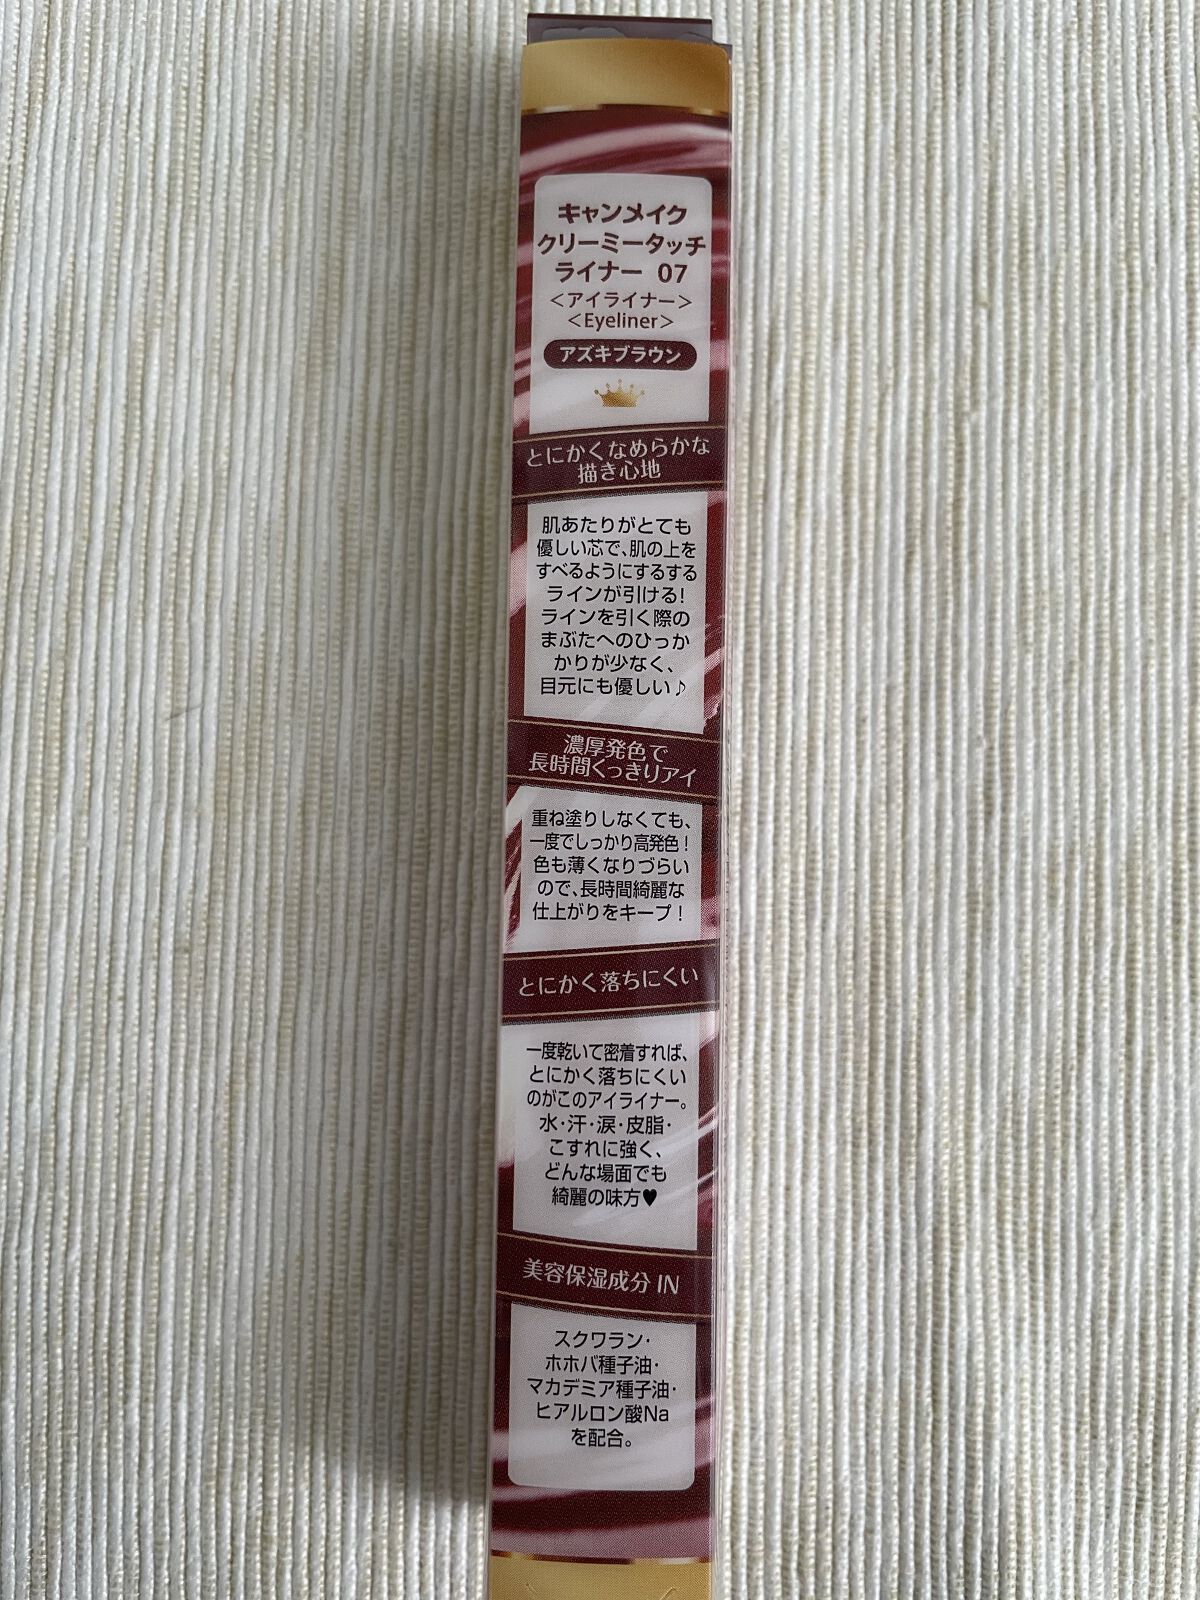 キャンメイク
クリーミータッチ
ライナー 07
＜アイライナー＞
＜Eyeliner＞
アズキブラウン
とにかくなめらかな
描き心地
肌あたりがとても
優しい芯で、肌の上を
すべるようにするする
ラインが引ける!
ラインを引く際の
まぶたへのひっか
かりが少なく、
目元にも優しい♪
濃厚発色で
長時間くっきりアイ
重ね塗りしなくても、
一度でしっかり高発色!
色も薄くなりづらい
ので、長時間綺麗な
仕上がりをキープ!
とにかく落ちにくい
一度乾いて密着すれば、
とにかく落ちにくい
のがこのアイライナー。
水・汗・涙・皮脂・
こすれに強く、
どんな場面でも
綺麗の味方♥
美容保湿成分 IN
スクワラン・
ホホバ種子油・
マカデミア種子油・
ヒアルロン酸Na
を配合。